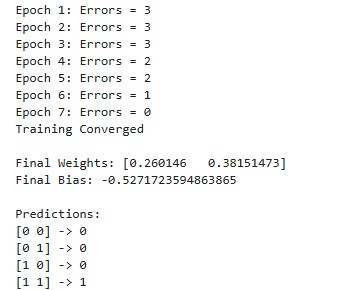 Epoch 1: Errors = 3
Epoch 2: Errors = 3
Epoch 3: Errors = 3
Epoch 4: Errors = 2
Epoch 5: Errors = 2
Epoch 6: Errors = 1
Epoch 7: Errors = 0
Training Converged
Final Weights: [0.260146   0.38151473]
Final Bias: -0.5271723594863865
Predictions:
[0 0] -> 0
[0 1] -> 0
[1 0] -> 0
[1 1] -> 1